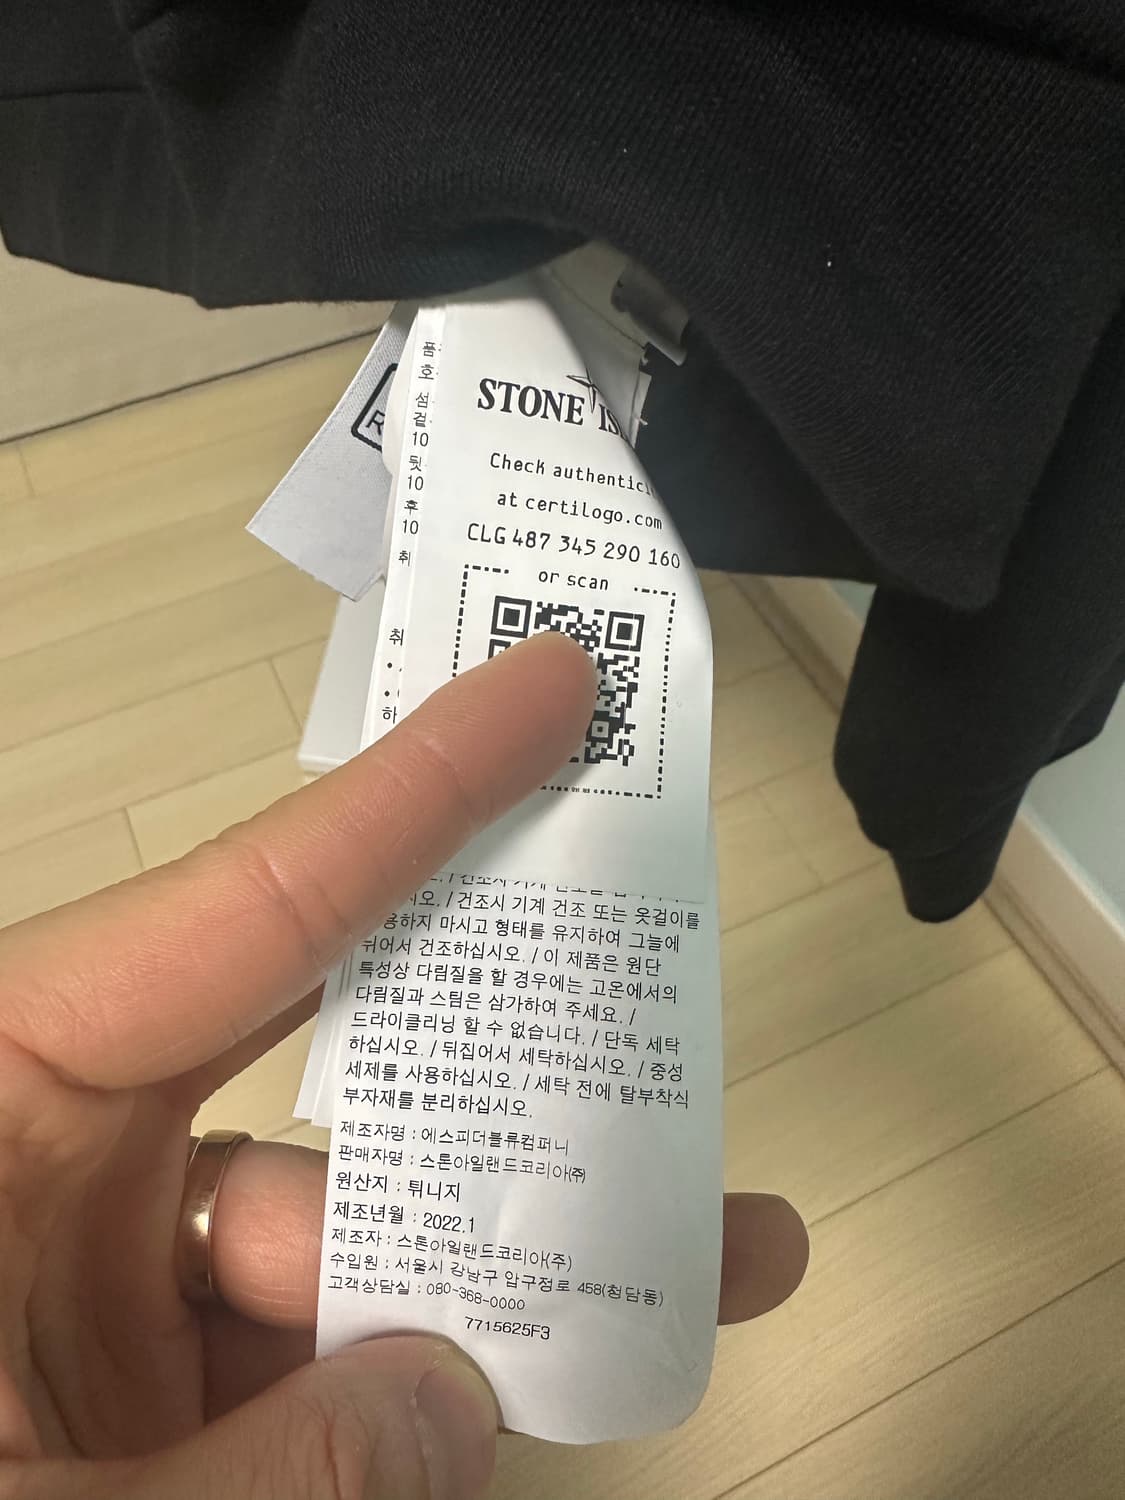 STONE
Check
at certilogo.com
CLG 487 345 290 160
or scan
R
호
섬
겉
10
뒷
10
후
10
취
취
•
•
하
/ 건조시 기계 건조 또는 옷걸이를
용하지 마시고 형태를 유지하여 그늘에
뉘어서 건조하십시오. / 이 제품은 원단
특성상 다림질을 할 경우에는 고온에서의
다림질과 스팀은 삼가하여 주세요. /
드라이클리닝 할 수 없습니다. / 단독 세탁
하십시오. / 뒤집어서 세탁하십시오. / 중성
세제를 사용하십시오. / 세탁 전에 탈부착식
부자재를 분리하십시오.
제조자명 : 에스피더블류컴퍼니
판매자명 : 스톤아일랜드코리아(주)
원산지 : 튀니지
제조년월 : 2022.1
제조자 : 스톤아일랜드코리아(주)
수입원 : 서울시 강남구 압구정로 458(청담동)
고객상담실 : 080-368-0000
7715625F3